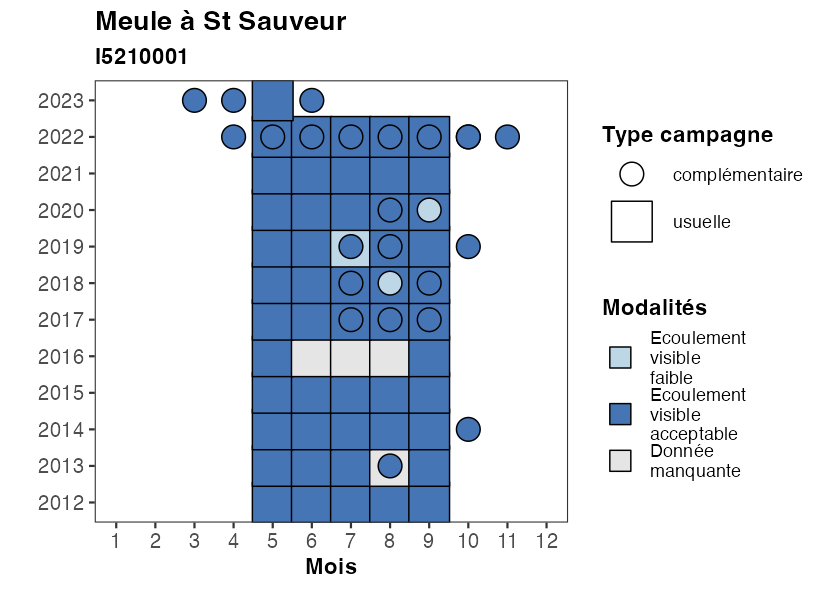 Meule à St Sauveur
I5210001
2023
2022
2021
2020
2019
2018
2017
2016
2015
2014
2013
2012
1 2 3 4 5 6 7 8 9 10 11 12
Mois
Type campagne
complémentaire
usuelle
Modalités
Ecoulement
visible
faible
Ecoulement
visible
acceptable
Donnée
manquante